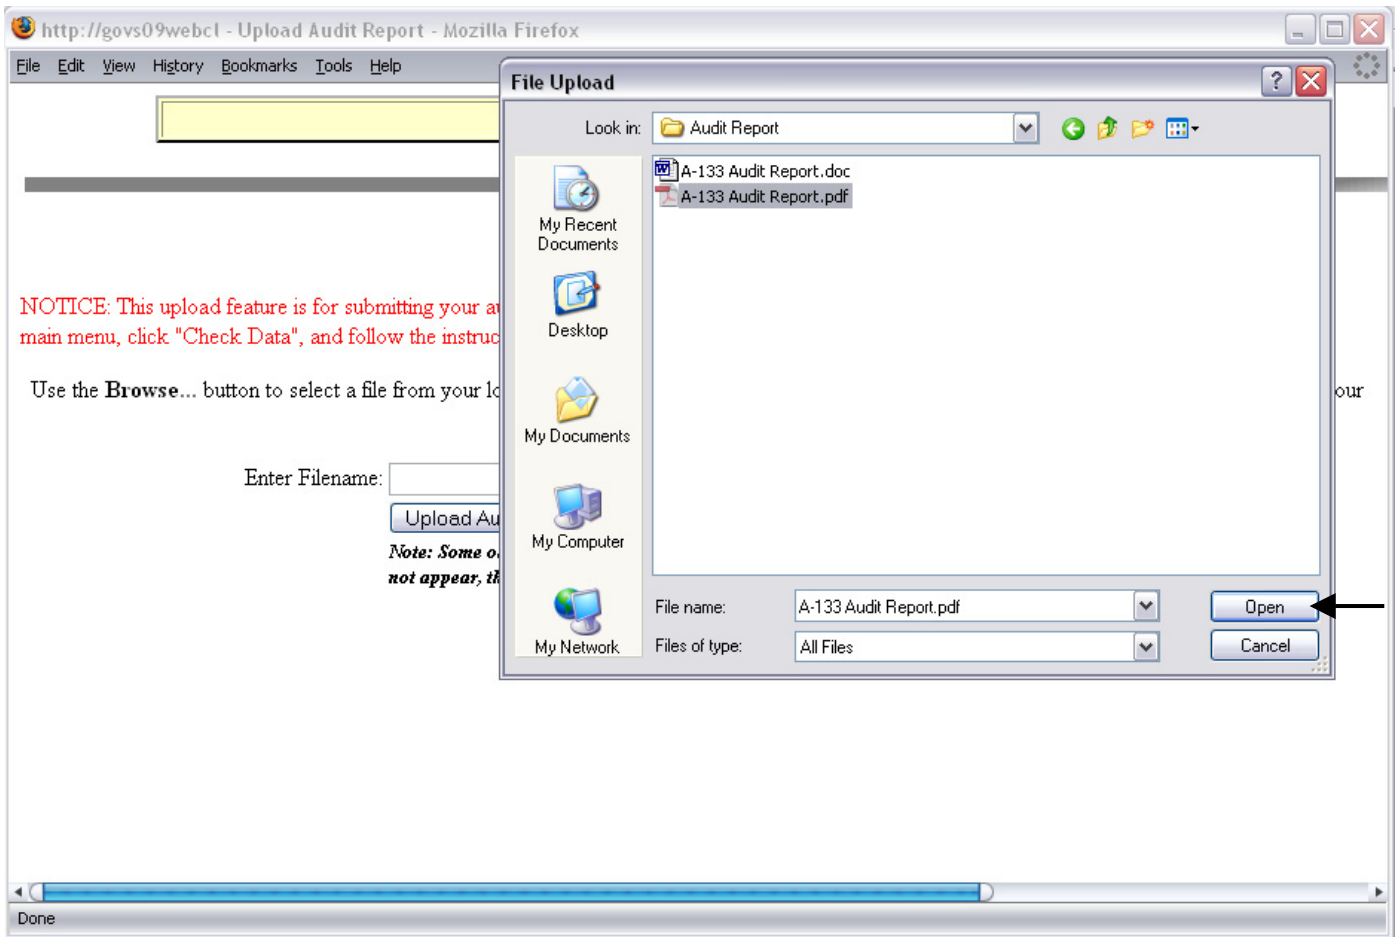 http://govs09webcl - Upload Audit Report - Mozilla Firefox
File Edit View History Bookmarks Tools Help
NOTICE: This upload feature is for submitting your
main menu, click "Check Data", and follow the
Use the Browse... button to select a file from your
our
Enter Filename:
Upload
Note: Some
not appear,
File Upload
Look in: Audit Report
A-133 Audit Report.doc
A-133 Audit Report.pdf
My Recent
Documents
Desktop
My Documents
My Computer
My Network
File name: A-133 Audit Report.pdf Open
Files of type: All Files Cancel
Done